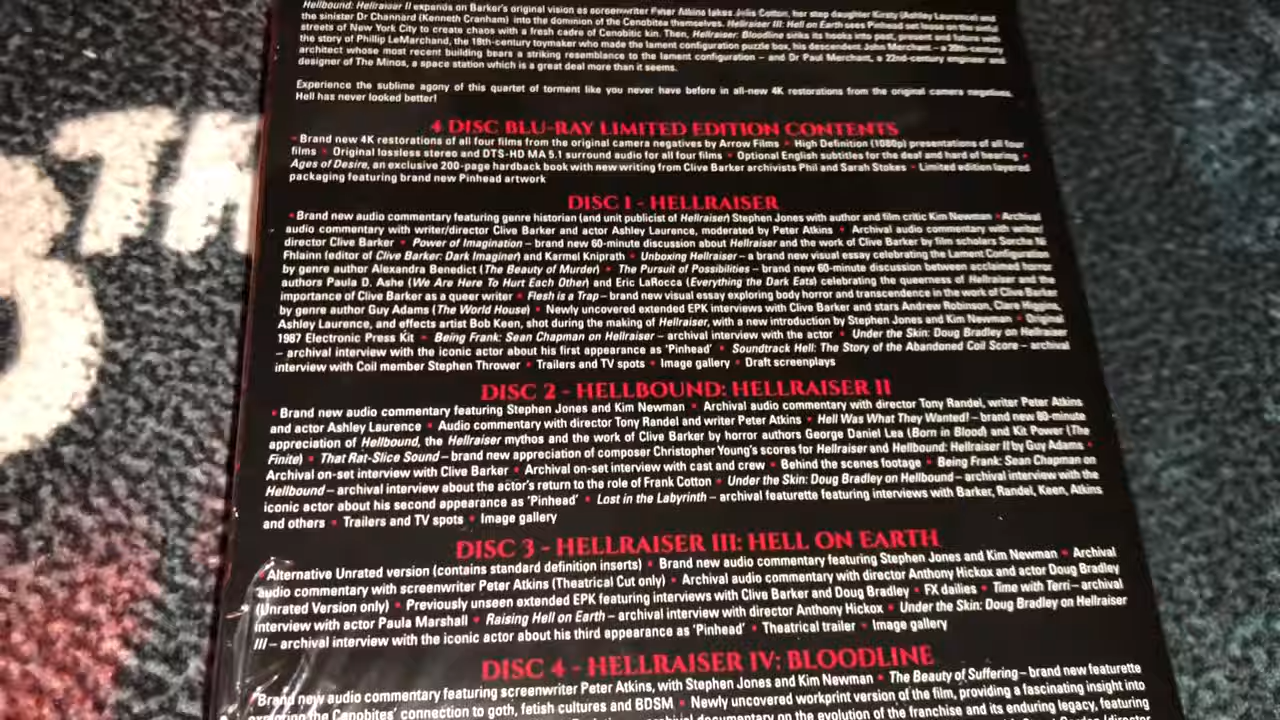 Hellbound: Hellraiser II expands on Barker's original vision as screenwriter Peter Atkins takes Julia Cotton, her step daughter Kirsty (Ashley Laurence) and
the sinister Dr Channard (Kenneth Cranham) into the dominion of the Cenobites themselves. Hellraiser III: Hell on Earth sees Pinhead set loose on the
streets of New York City to create chaos with a fresh cadre of Cenobitic kin. Then, Hellraiser: Bloodline sinks its hooks into past, present and future
the story of Phillip LeMarchand, the 18th-century toymaker who made the lament configuration puzzle box, his descendent John Merchant – a 20th-century
architect whose most recent building bears a striking resemblance to the lament configuration – and Dr Paul Merchant, a 22nd-century engineer and
designer of The Minos, a space station which is a great deal more than it seems.
Experience the sublime agony of this quartet of torment like you never have before in all-new 4K restorations from the original camera negatives.
Hell has never looked better!
4 DISC BLU-RAY LIMITED EDITION CONTENTS
• Brand new 4K restorations of all four films from the original camera negatives by Arrow Films • High Definition (1080p) presentations of all four
films • Original lossless stereo and DTS-HD MA 5.1 surround audio for all four films • Optional English subtitles for the deaf and hard of hearing •
Ages of Desire, an exclusive 200-page hardback book with new writing from Clive Barker archivists Phil and Sarah Stokes • Limited edition layered
packaging featuring brand new Pinhead artwork
DISC 1 - HELLRAISER
• Brand new audio commentary featuring genre historian (and unit publicist of Hellraiser) Stephen Jones with author and film critic Kim Newman • Archival
audio commentary with writer/director Clive Barker and actor Ashley Laurence, moderated by Peter Atkins • Archival audio commentary with writer/
director Clive Barker • Power of Imagination – brand new 60-minute discussion about Hellraiser and the work of Clive Barker by film scholars Sorcha Ní
Fhlainn (editor of Clive Barker: Dark Imaginer) and Karmel Kniprath • Unboxing Hellraiser – a brand new visual essay celebrating the Lament Configuration
by genre author Alexandra Benedict (The Beauty of Murder) • The Pursuit of Possibilities – brand new 60-minute discussion between acclaimed horror
authors Paula D. Ashe (We Are Here To Hurt Each Other) and Eric LaRocca (Everything the Dark Eats) celebrating the queerness of Hellraiser and the
importance of Clive Barker as a queer writer • Flesh is a Trap – brand new visual essay exploring body horror and transcendence in the work of Clive Barker
by genre author Guy Adams (The World House) • Newly uncovered extended EPK interviews with Clive Barker and stars Andrew Robinson, Clare Higgins,
Ashley Laurence, and effects artist Bob Keen, shot during the making of Hellraiser, with a new introduction by Stephen Jones and Kim Newman • Original
1987 Electronic Press Kit • Being Frank: Sean Chapman on Hellraiser – archival interview with the actor • Under the Skin: Doug Bradley on Hellraiser
– archival interview with the iconic actor about his first appearance as 'Pinhead' • Soundtrack Hell: The Story of the Abandoned Coil Score – archival
interview with Coil member Stephen Thrower • Trailers and TV spots • Image gallery • Draft screenplays
DISC 2 - HELLBOUND: HELLRAISER II
• Brand new audio commentary featuring Stephen Jones and Kim Newman • Archival audio commentary with director Tony Randel, writer Peter Atkins
and actor Ashley Laurence • Audio commentary with director Tony Randel and writer Peter Atkins • Hell Was What They Wanted! – brand new 80-minute
appreciation of Hellbound, the Hellraiser mythos and the work of Clive Barker by horror authors George Daniel Lea (Born in Blood) and Kit Power (The
Finite) • That Rat-Slice Sound – brand new appreciation of composer Christopher Young's scores for Hellraiser and Hellbound: Hellraiser II by Guy Adams •
Archival on-set interview with Clive Barker • Archival on-set interview with cast and crew • Behind the scenes footage • Being Frank: Sean Chapman on
Hellbound – archival interview about the actor's return to the role of Frank Cotton • Under the Skin: Doug Bradley on Hellbound – archival interview with the
iconic actor about his second appearance as 'Pinhead' • Lost in the Labyrinth – archival featurette featuring interviews with Barker, Randel, Keen, Atkins
and others • Trailers and TV spots • Image gallery
DISC 3 - HELLRAISER III: HELL ON EARTH
• Alternative Unrated version (contains standard definition inserts) • Brand new audio commentary featuring Stephen Jones and Kim Newman • Archival
audio commentary with screenwriter Peter Atkins (Theatrical Cut only) • Archival audio commentary with director Anthony Hickox and actor Doug Bradley
(Unrated Version only) • Previously unseen extended EPK featuring interviews with Clive Barker and Doug Bradley • FX dailies • Time with Terri – archival
interview with actor Paula Marshall • Raising Hell on Earth – archival interview with director Anthony Hickox • Under the Skin: Doug Bradley on Hellraiser
III – archival interview with the iconic actor about his third appearance as 'Pinhead' • Theatrical trailer • Image gallery
DISC 4 - HELLRAISER IV: BLOODLINE
• Brand new audio commentary featuring screenwriter Peter Atkins, with Stephen Jones and Kim Newman • The Beauty of Suffering – brand new featurette
exploring the Cenobites' connection to goth, fetish cultures and BDSM • Newly uncovered workprint version of the film, providing a fascinating insight into
archival documentary on the evolution of the franchise and its enduring legacy, featuring